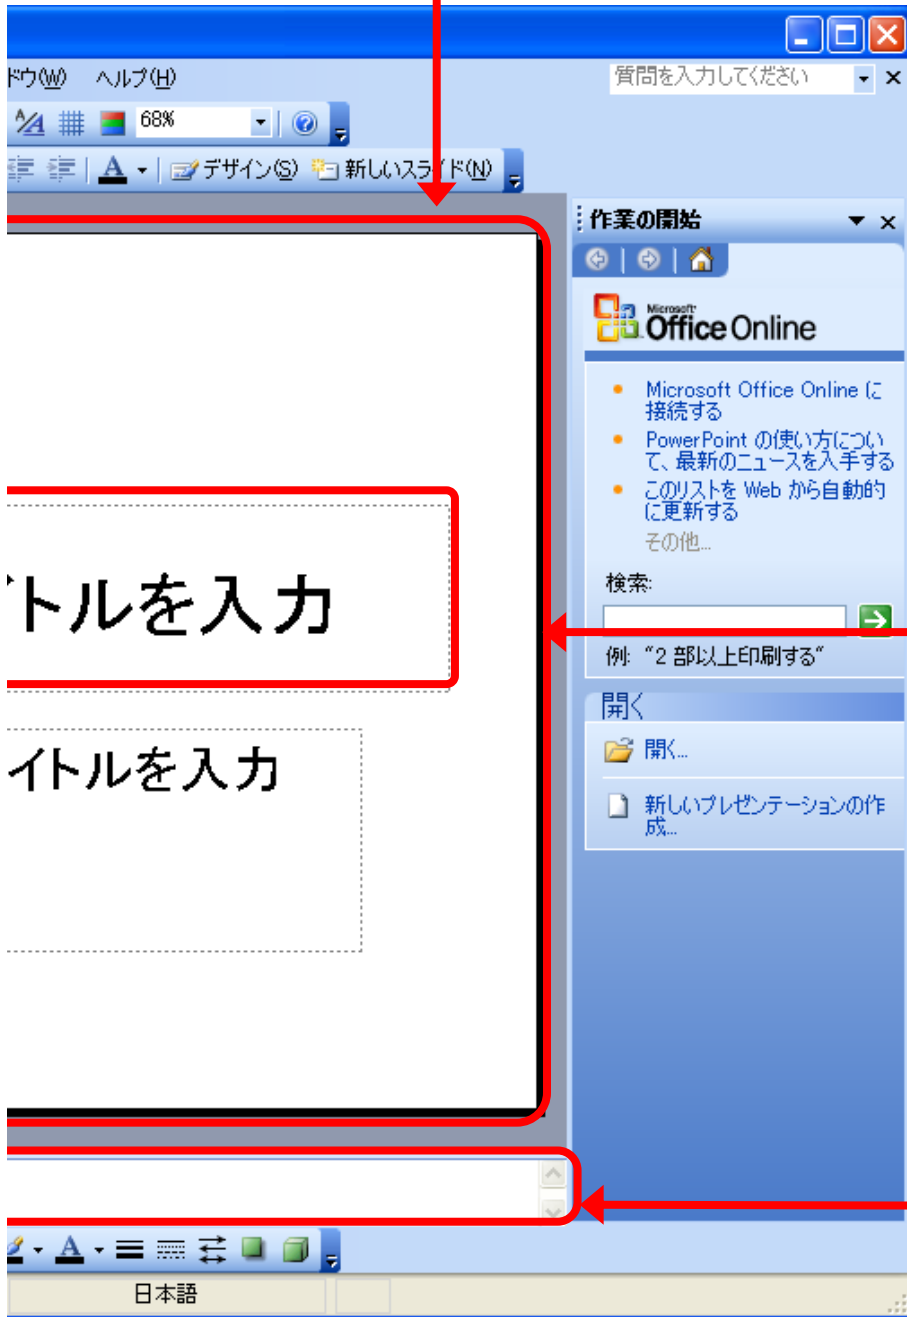 ドウ(W) ヘルプ(H)
質問を入力してください
68%
デザイン(S) 新しいスライド(N)
作業の開始
Microsoft
Office Online
Microsoft Office Online に
接続する
PowerPoint の使い方につい
て、最新のニュースを入手する
このリストを Web から自動的
に更新する
その他...
検索:
例: "2 部以上印刷する"
トルを入力
イトルを入力
開く
開く...
新しいプレゼンテーションの作
成...
日本語